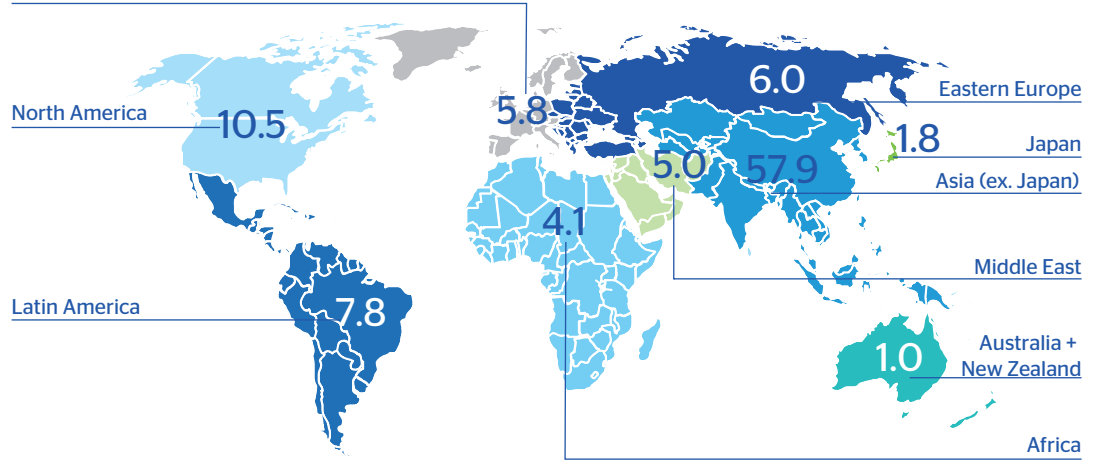 6.0
Eastern Europe
5.8
North America
10.5
1.8
Japan
5.0
57.9
Asia (ex. Japan)
4.1
Middle East
Latin America
7.8
Australia +
1.0
New Zealand
Africa